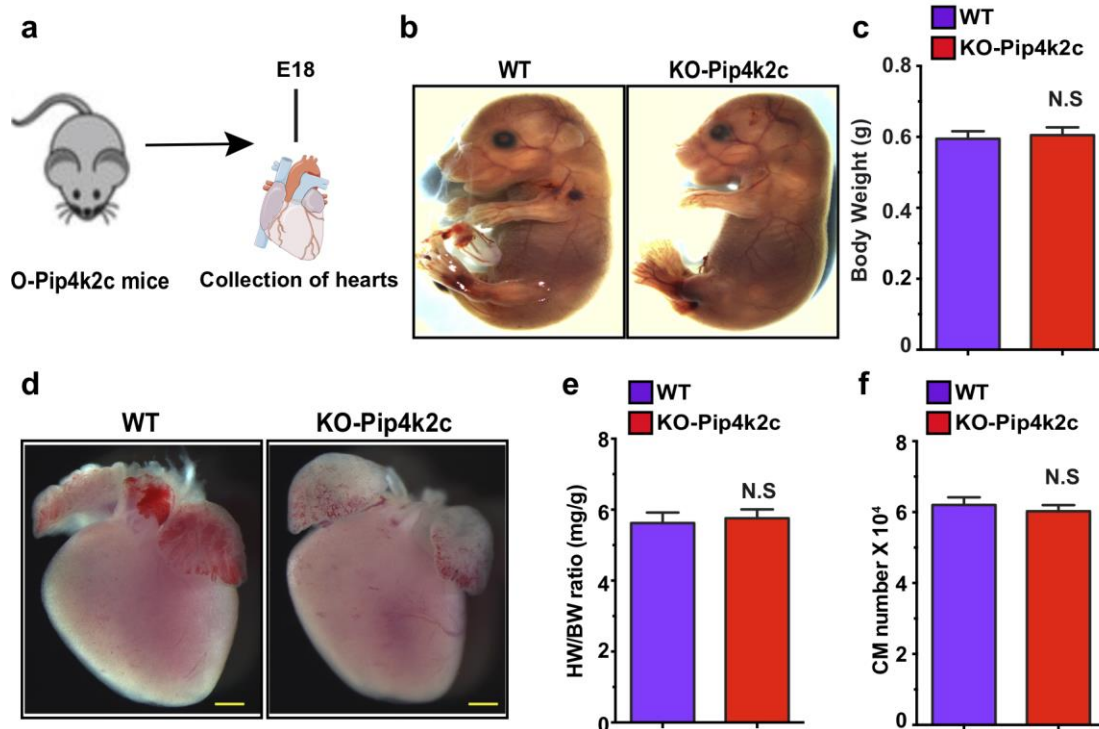 a
E18
O-Pip4k2c mice
Collection of hearts
b
WT
KO-Pip4k2c
c
WT
KO-Pip4k2c
Body Weight (g)
0.8
0.6
0.4
0.2
0
N.S
d
WT
KO-Pip4k2c
e
WT
KO-Pip4k2c
HW/BW ratio (mg/g)
8
6
4
2
0
N.S
f
WT
KO-Pip4k2c
CM number X 10⁴
8
6
4
2
0
N.S